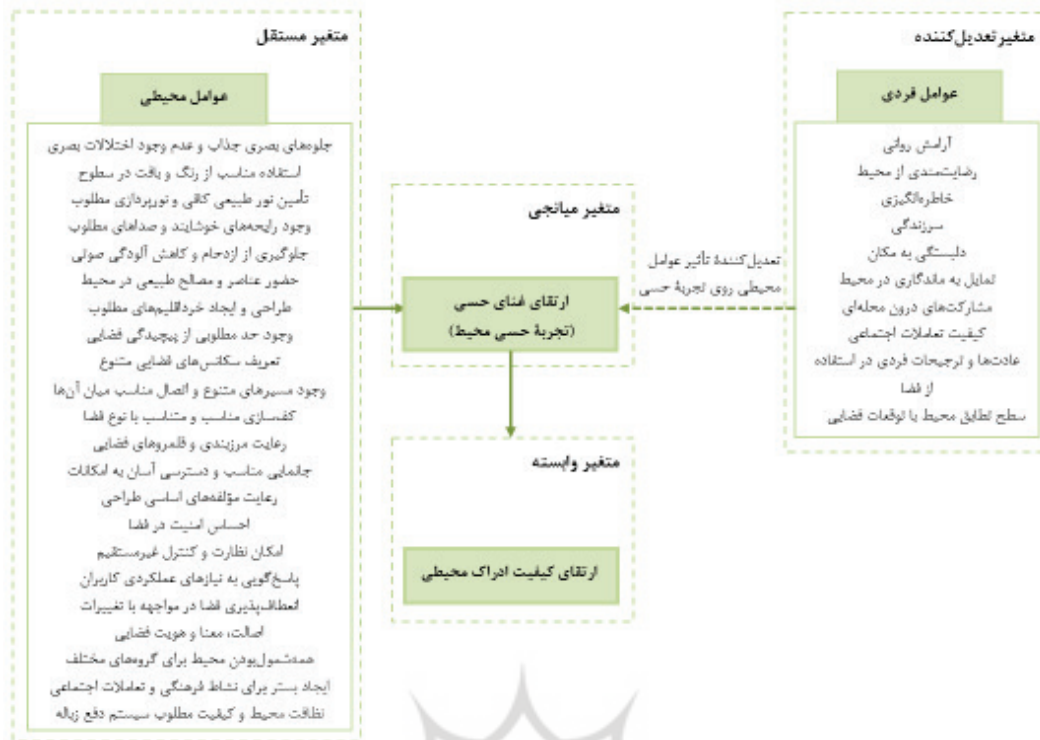 متغیر تعدیل‌کننده
عوامل فردی
آرامش روانی
رضایت‌مندی از محیط
خاطره‌انگیزی
سرزندگی
دلبستگی به مکان
تمایل به ماندگاری در محیط
مشارکت‌های درون محله‌ای
کیفیت تعاملات اجتماعی
عادت‌ها و ترجیحات فردی در استفاده
از فضا
سطح تطابق محیط با توقعات فضایی
تعدیل‌کنندهٔ تأثیر عوامل
محیطی روی تجربهٔ حسی
متغیر میانجی
ارتقای غنای حسی
(تجربهٔ حسی محیط)
متغیر وابسته
ارتقای کیفیت ادراک محیطی
متغیر مستقل
عوامل محیطی
جلوه‌های بصری جذاب و عدم وجود اختلالات بصری
استفاده مناسب از رنگ و بافت در سطوح
تأمین نور طبیعی کافی و نورپردازی مطلوب
وجود رایحه‌های خوشایند و صداهای مطلوب
جلوگیری از ازدحام و کاهش آلودگی صوتی
حضور عناصر و مصالح طبیعی در محیط
طراحی و ایجاد خرداقلیم‌های مطلوب
وجود حد مطلوبی از پیچیدگی فضایی
تعریف سکانس‌های فضایی متنوع
وجود مسیرهای متنوع و اتصال مناسب میان آن‌ها
کف‌سازی مناسب و متناسب با نوع فضا
رعایت مرزبندی و قلمروهای فضایی
جانمایی مناسب و دسترسی آسان به امکانات
رعایت مؤلفه‌های اساسی طراحی
احساس امنیت در فضا
امکان نظارت و کنترل غیرمستقیم
پاسخ‌گویی به نیازهای عملکردی کاربران
انعطاف‌پذیری فضا در مواجهه با تغییرات
اصالت، معنا و هویت فضایی
همه‌شمول‌بودن محیط برای گروه‌های مختلف
ایجاد بستر برای نشاط فرهنگی و تعاملات اجتماعی
نظافت محیط و کیفیت مطلوب سیستم دفع زباله